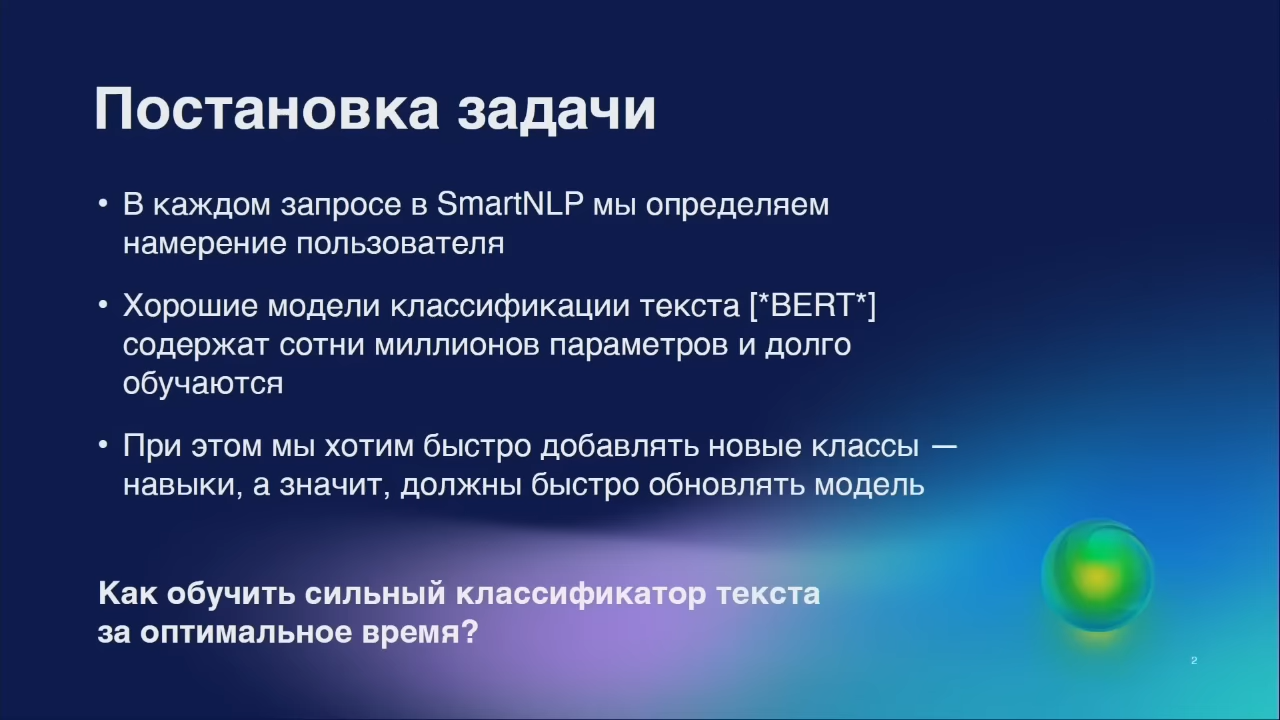 Постановка задачи
• В каждом запросе в SmartNLP мы определяем
намерение пользователя
• Хорошие модели классификации текста [*BERT*]
содержат сотни миллионов параметров и долго
обучаются
• При этом мы хотим быстро добавлять новые классы —
навыки, а значит, должны быстро обновлять модель
Как обучить сильный классификатор текста
за оптимальное время?
2